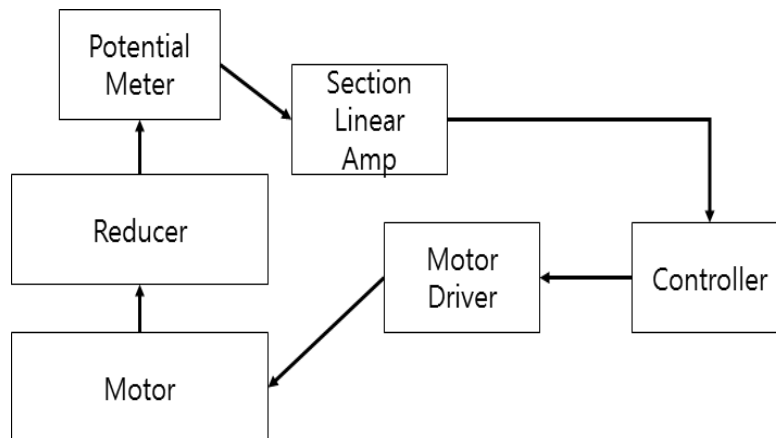 Potential
Meter
Section
Linear
Amp
Reducer
Motor
Driver
Controller
Motor